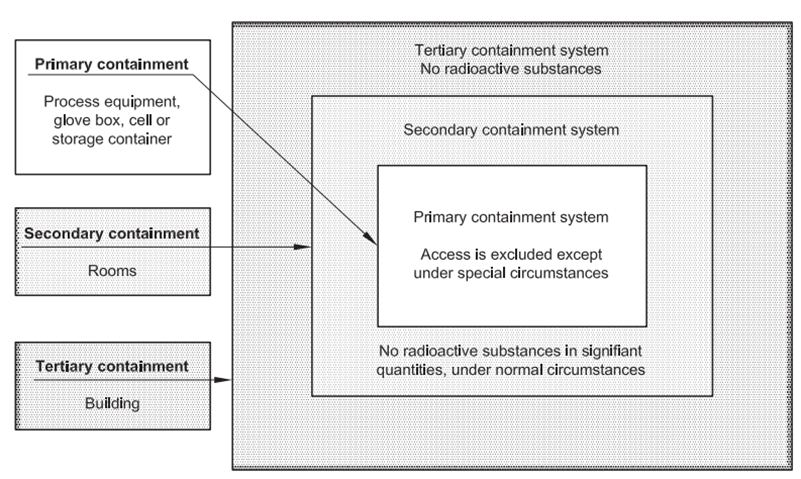 Primary containment
Process equipment,
glove box, cell or
storage container
Secondary containment
Rooms
Tertiary containment
Building
Tertiary containment system
No radioactive substances
Secondary containment system
Primary containment system
Access is excluded except
under special circumstances
No radioactive substances in signifiant
quantities, under normal circumstances